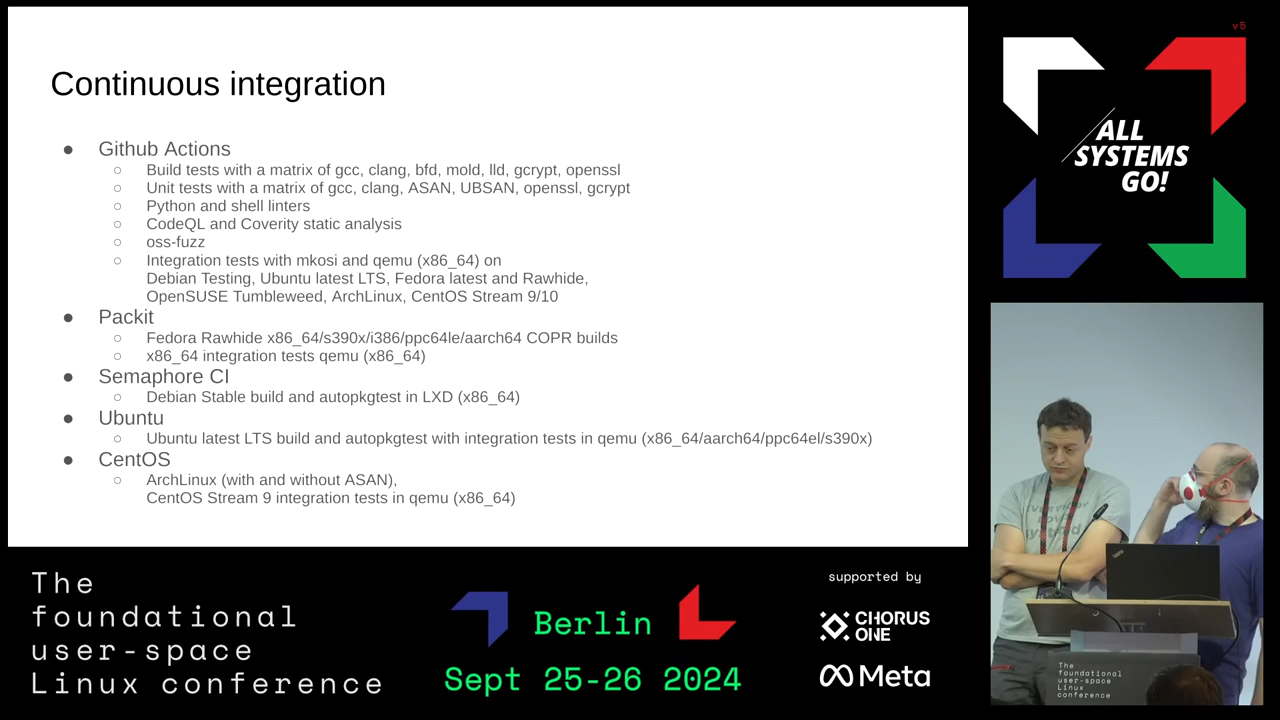 Continuous integration
● Github Actions
○ Build tests with a matrix of gcc, clang, bfd, mold, lld, gcrypt, openssl
○ Unit tests with a matrix of gcc, clang, ASAN, UBSAN, openssl, gcrypt
○ Python and shell linters
○ CodeQL and Coverity static analysis
○ oss-fuzz
○ Integration tests with mkosi and qemu (x86_64) on
Debian Testing, Ubuntu latest LTS, Fedora latest and Rawhide,
OpenSUSE Tumbleweed, ArchLinux, CentOS Stream 9/10
● Packit
○ Fedora Rawhide x86_64/s390x/i386/ppc64le/aarch64 COPR builds
○ x86_64 integration tests qemu (x86_64)
● Semaphore CI
○ Debian Stable build and autopkgtest in LXD (x86_64)
● Ubuntu
○ Ubuntu latest LTS build and autopkgtest with integration tests in qemu (x86_64/aarch64/ppc64el/s390x)
● CentOS
○ ArchLinux (with and without ASAN),
CentOS Stream 9 integration tests in qemu (x86_64)
v5
ALL
SYSTEMS
GO!
The
foundational
user-space
Linux conference
Berlin
Sept 25-26 2024
supported by
CHORUS
ONE
Meta
The
foundational
user-space
Linux
conference